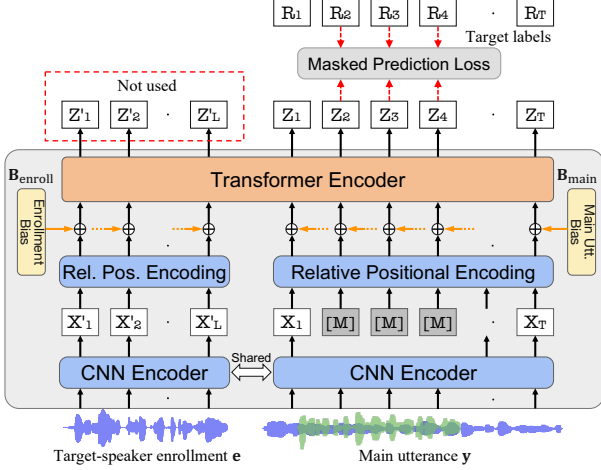 R1 R2 R3 R4 . RT
Target labels
Masked Prediction Loss
Not used
Z'1 Z'2 . Z'L Z1 Z2 Z3 Z4 . ZT
Benroll Bmain
Transformer Encoder
Enrollment Bias
Main Utt. Bias
Rel. Pos. Encoding Relative Positional Encoding
X'1 X'2 . X'L X1 [M] [M] [M] . XT
Shared
CNN Encoder CNN Encoder
Target-speaker enrollment e Main utterance y